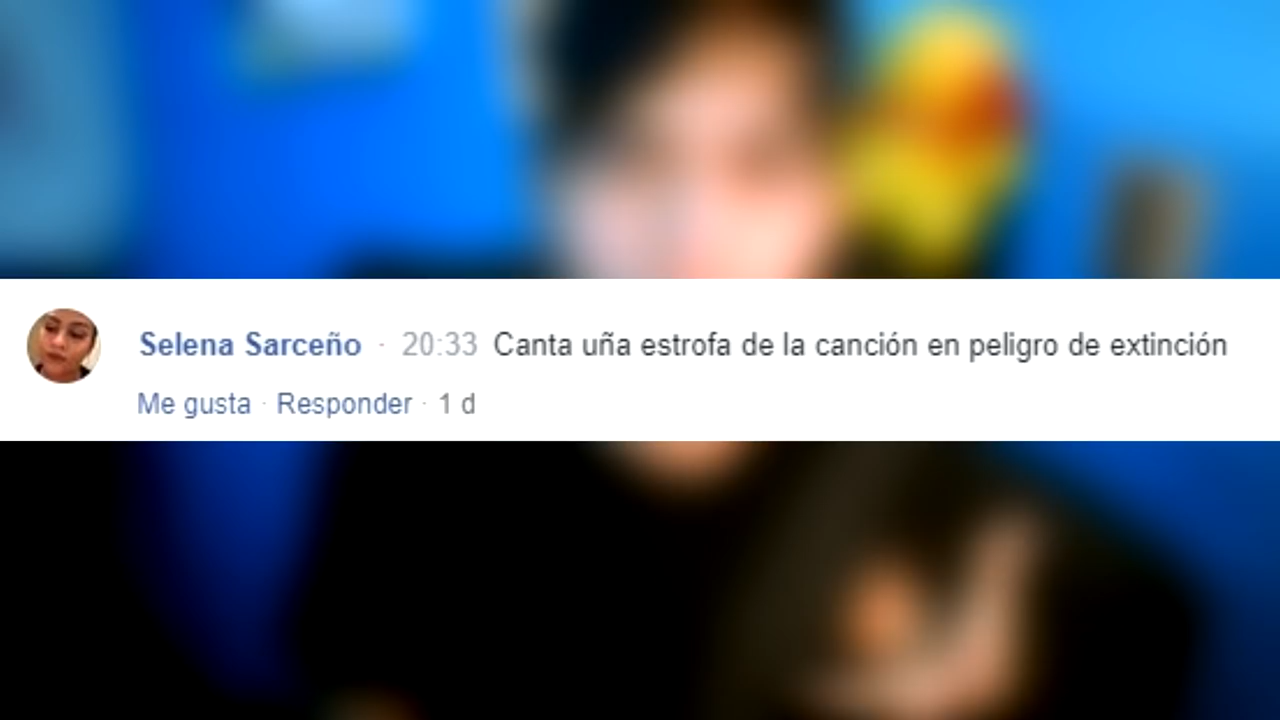 Selena Sarceño · 20:33 Canta uña estrofa de la canción en peligro de extinción
Me gusta · Responder · 1 d